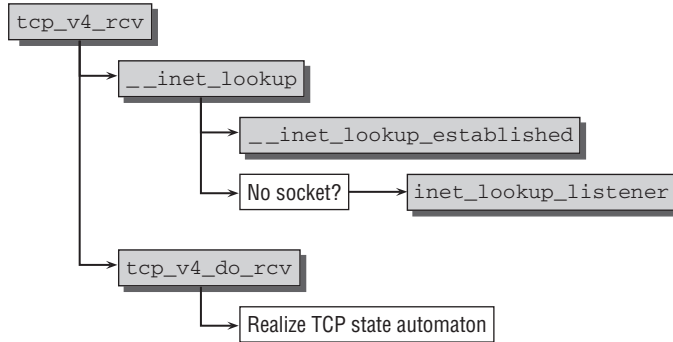 tcp_v4_rcv
__inet_lookup
__inet_lookup_established
No socket?
inet_lookup_listener
tcp_v4_do_rcv
Realize TCP state automaton